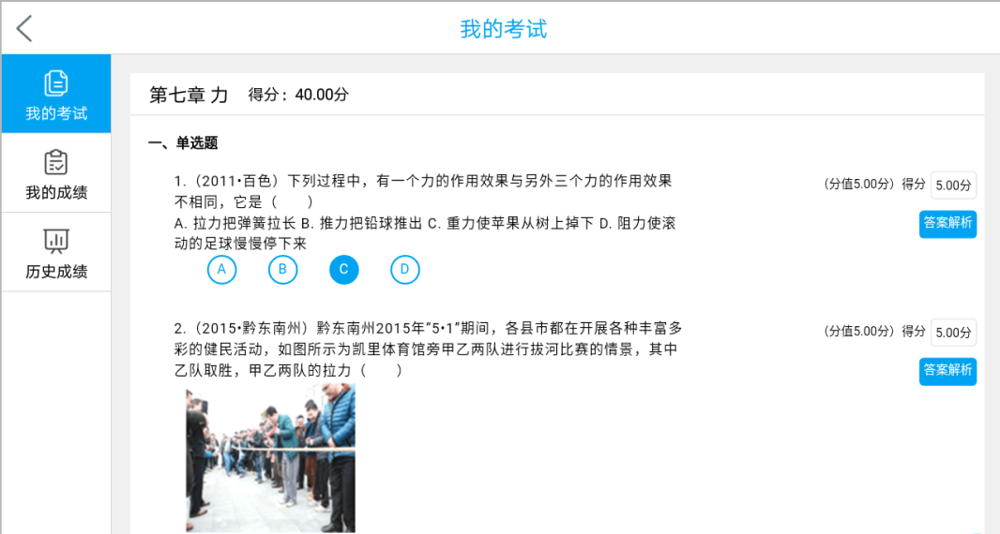 我的考试
我的考试
我的成绩
历史成绩
第七章 力 得分：40.00分
一、单选题
1.（2011•百色）下列过程中，有一个力的作用效果与另外三个力的作用效果
不相同，它是（　　）
A. 拉力把弹簧拉长 B. 推力把铅球推出 C. 重力使苹果从树上掉下 D. 阻力使滚
动的足球慢慢停下来
（分值5.00分）得分 5.00分
答案解析
A B C D
2.（2015•黔东南州）黔东南州2015年“5•1”期间，各县市都在开展各种丰富多
彩的健民活动，如图所示为凯里体育馆旁甲乙两队进行拔河比赛的情景，其中
乙队取胜，甲乙两队的拉力（　　）
（分值5.00分）得分 5.00分
答案解析